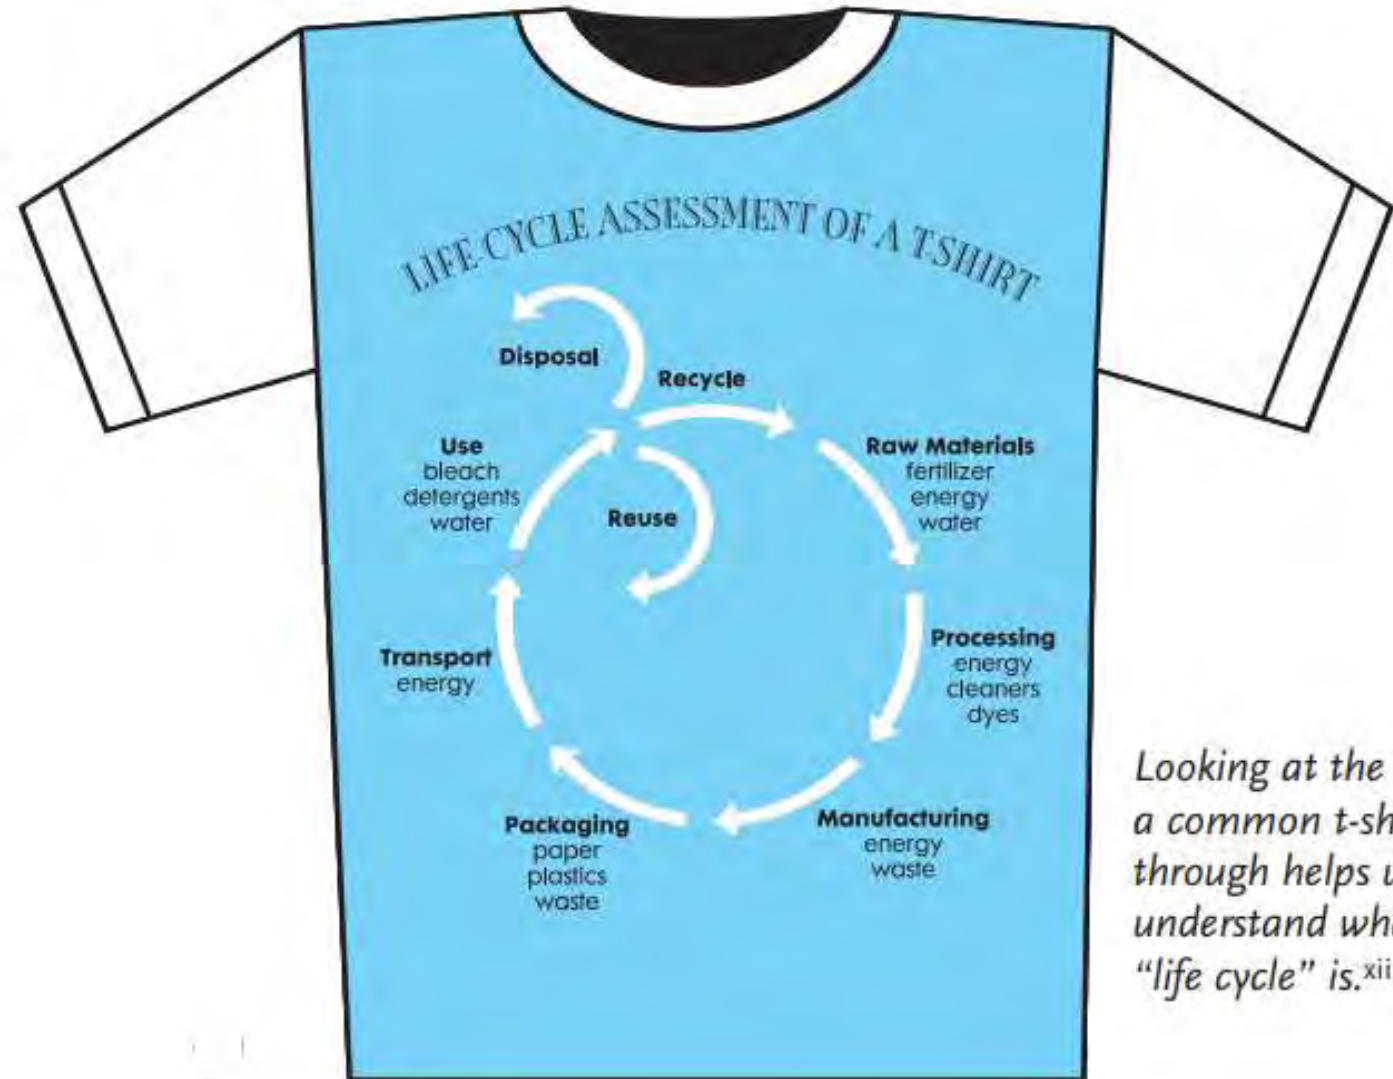 LIFE CYCLE ASSESSMENT OF A T-SHIRT
Disposal
Recycle
Use
bleach
detergents
water
Reuse
Raw Materials
fertilizer
energy
water
Transport
energy
Processing
energy
cleaners
dyes
Packaging
paper
plastics
waste
Manufacturing
energy
waste
Looking at the
a common t-sh
through helps u
understand wh
"life cycle" is.xii